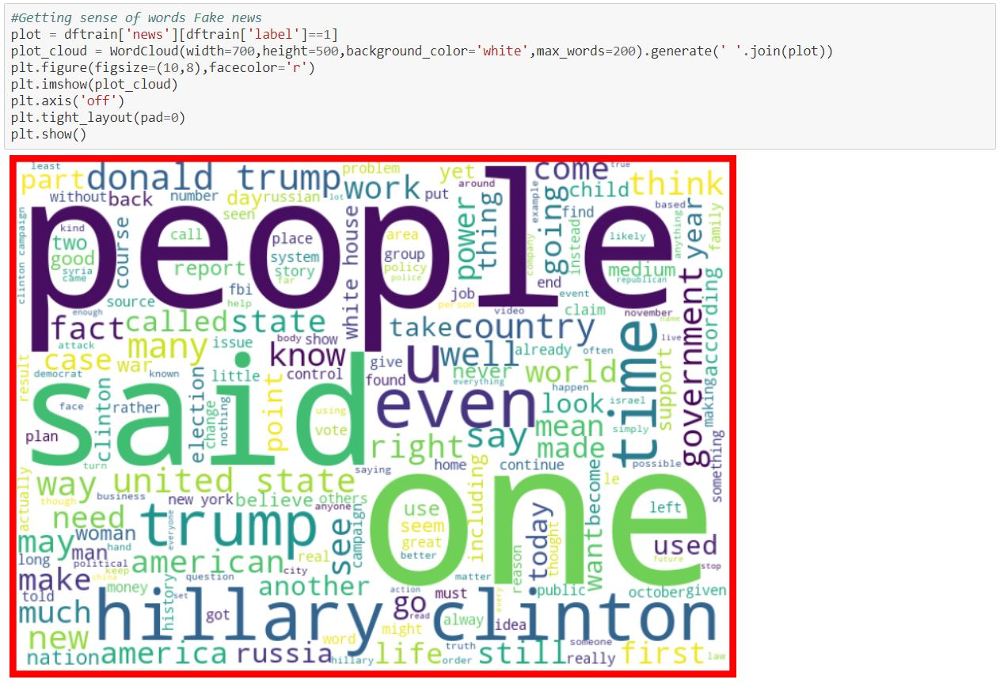 #Getting sense of words Fake news
plot = dftrain['news'][dftrain['label']==1]
plot_cloud = WordCloud(width=700,height=500,background_color='white',max_words=200).generate(' '.join(plot))
plt.figure(figsize=(10,8),facecolor='r')
plt.imshow(plot_cloud)
plt.axis('off')
plt.tight_layout(pad=0)
plt.show()
least
part
donald trump
problem
yet
come
true
without
back
number
day
russian
lot
work
put
around
thing
example
going
child
think
seen
power
find
based
kind
two
good
syria
came
course
call
place
system
story
far
report
white house
area
group
policy
police
people
company
instead
likely
anything
year
family
medium
republican
clinton campaign
source
fbi
help
job
person
end
event
video
claim
november
name
enough
fact
called
state
take
country
time
government
according
attack
many
issue
body
show
know
give
u
well
already
often
live
result
case
war
democrat
known
little
control
found
never
everything
world
happen
support
making
said
face
rather
clinton
election
change
nothing
point
using
vote
even
look
israel
plan
right
say
mean
simply
turn
made
something
saying
home
continue
possible
actually
way
united state
including
become
le
though
business
new york
believe
others
anyone
one
use
left
need
trump
see
campaign
seem
today
woman
everyone
great
thought
want
used
may
man
hand
real
better
reason
future
long
political
american
city
stop
make
keep
china
question
matter
told
money
another
action
must
public
october
given
much
history
set
got
hillary clinton
go
read
every
alway
idea
new
word
might
nation
america
russia
hillary
life
truth
order
still
someone
really
first
law